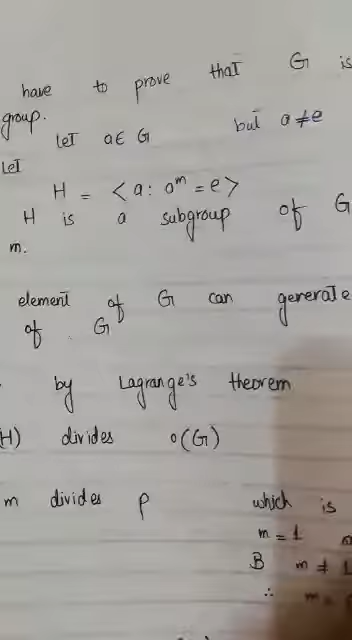 have to prove that G is
group.
Let a ∈ G but a ≠ e
Let
H = < a : a^m = e >
H is a subgroup of G
m.
element of G can generate
of G
by Lagrange's theorem
H) divides o(G)
m divides p which is
m = 1
B m ≠ 1
∴ m =